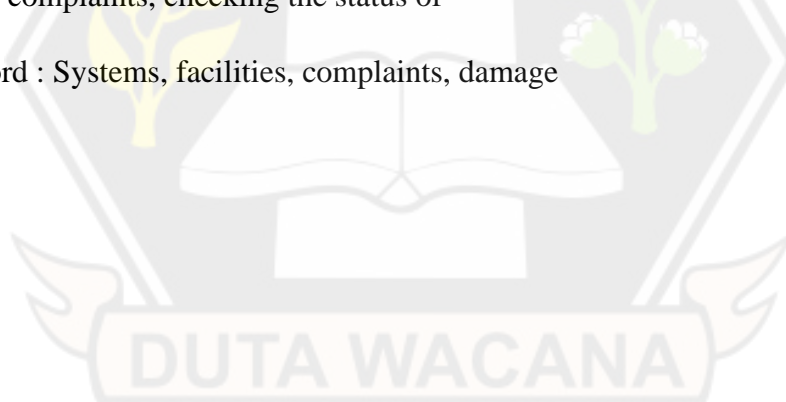 complaints, checking the status of
rd : Systems, facilities, complaints, damage
DUTA WACANA